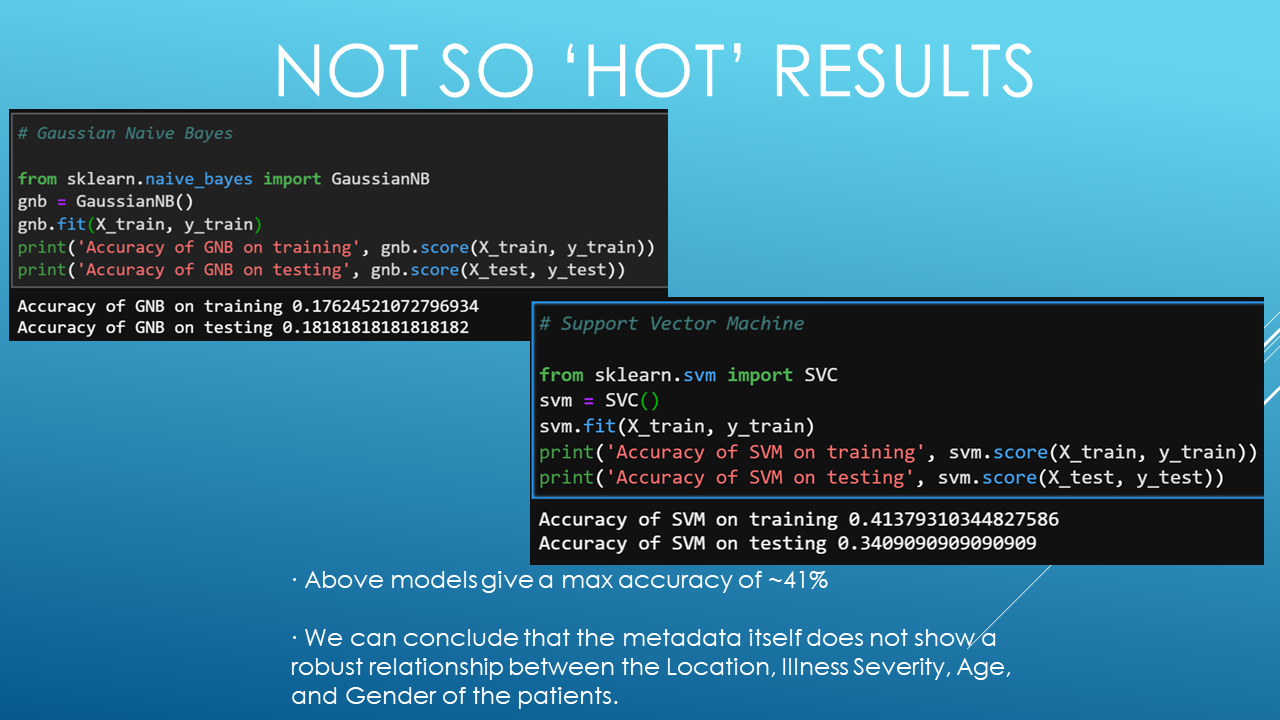 NOT SO ‘HOT’ RESULTS
# Gaussian Naive Bayes
from sklearn.naive_bayes import GaussianNB
gnb = GaussianNB()
gnb.fit(X_train, y_train)
print('Accuracy of GNB on training', gnb.score(X_train, y_train))
print('Accuracy of GNB on testing', gnb.score(X_test, y_test))
Accuracy of GNB on training 0.17624521072796934
Accuracy of GNB on testing 0.18181818181818182
# Support Vector Machine
from sklearn.svm import SVC
svm = SVC()
svm.fit(X_train, y_train)
print('Accuracy of SVM on training', svm.score(X_train, y_train))
print('Accuracy of SVM on testing', svm.score(X_test, y_test))
Accuracy of SVM on training 0.41379310344827586
Accuracy of SVM on testing 0.3409090909090909
· Above models give a max accuracy of ~41%
· We can conclude that the metadata itself does not show a
robust relationship between the Location, Illness Severity, Age,
and Gender of the patients.